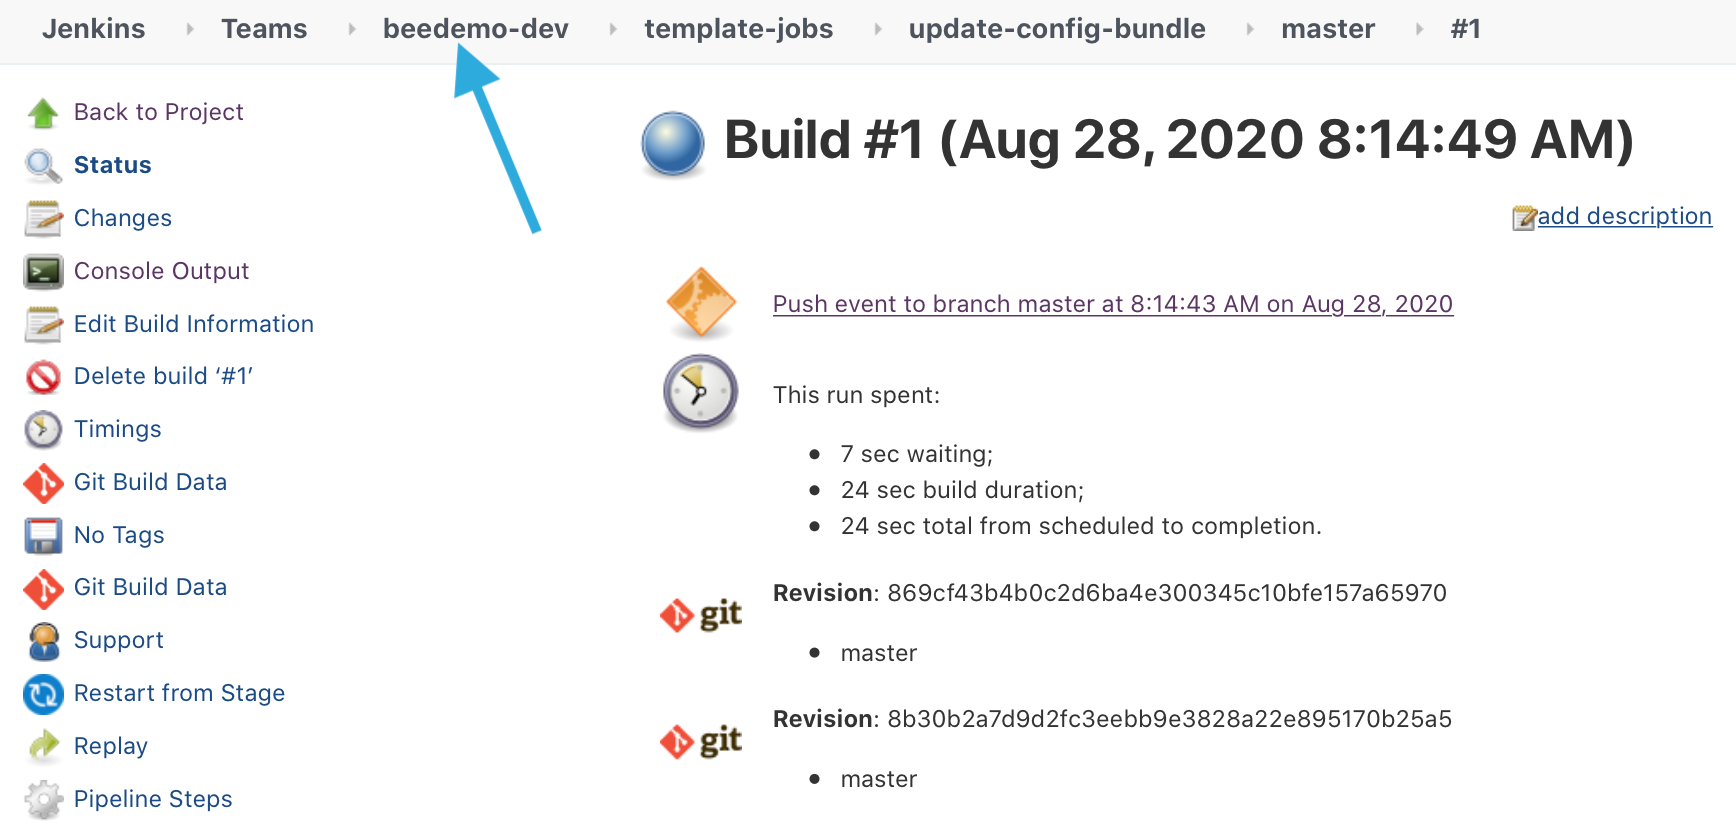 Jenkins Teams beedemo-dev template-jobs update-config-bundle master #1
Back to Project
Status
Changes
Console Output
Edit Build Information
Delete build ‘#1’
Timings
Git Build Data
No Tags
Git Build Data
Support
Restart from Stage
Replay
Pipeline Steps
Build #1 (Aug 28, 2020 8:14:49 AM)
add description
Push event to branch master at 8:14:43 AM on Aug 28, 2020
This run spent:
7 sec waiting;
24 sec build duration;
24 sec total from scheduled to completion.
git Revision: 869cf43b4b0c2d6ba4e300345c10bfe157a65970
master
git Revision: 8b30b2a7d9d2fc3eebb9e3828a22e895170b25a5
master